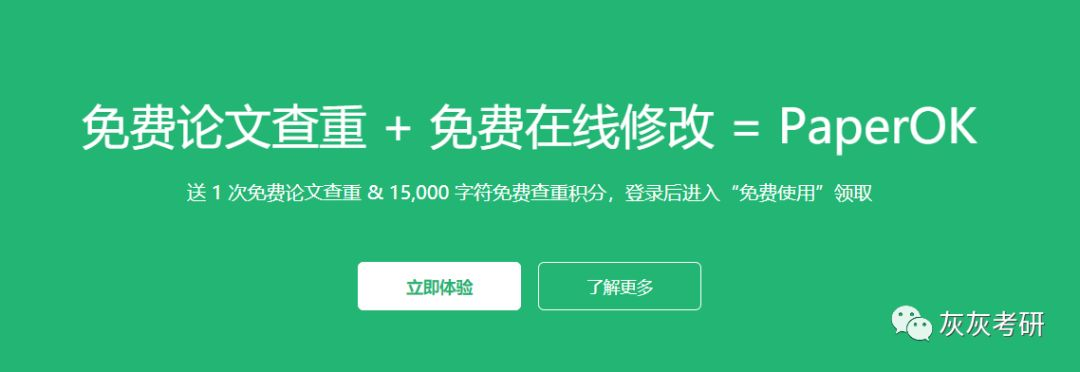 免费论文查重 + 免费在线修改 = PaperOK
送 1 次免费论文查重 & 15,000 字符免费查重积分，登录后进入“免费使用”领取
立即体验 了解更多
灰灰考研